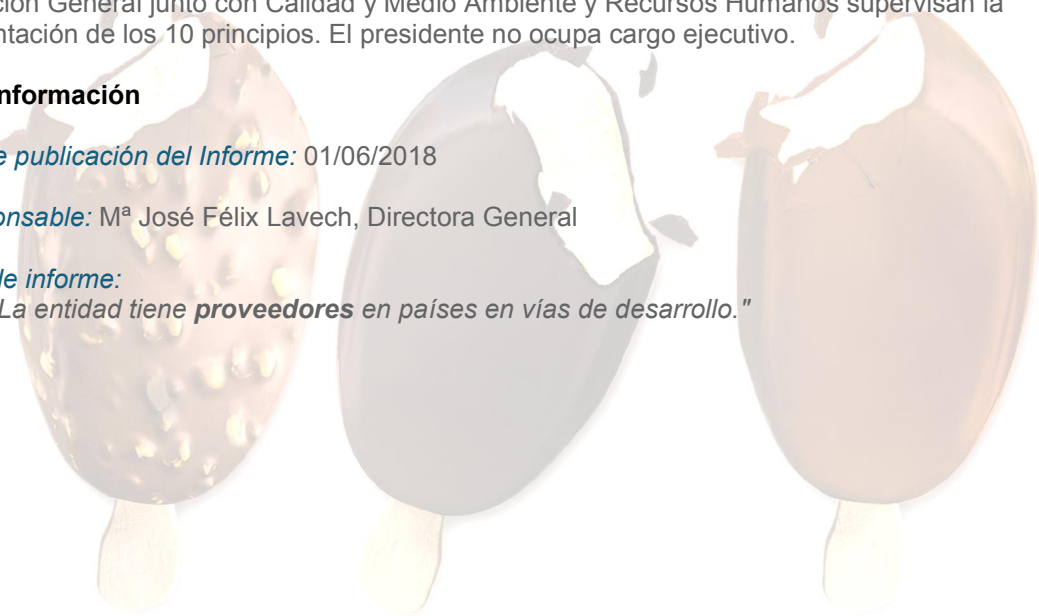 ción General junto con Calidad y Medio Ambiente y Recursos Humanos supervisan la
ntación de los 10 principios. El presidente no ocupa cargo ejecutivo.
nformación
e publicación del Informe: 01/06/2018
onsable: Mª José Félix Lavech, Directora General
de informe:
La entidad tiene proveedores en países en vías de desarrollo."